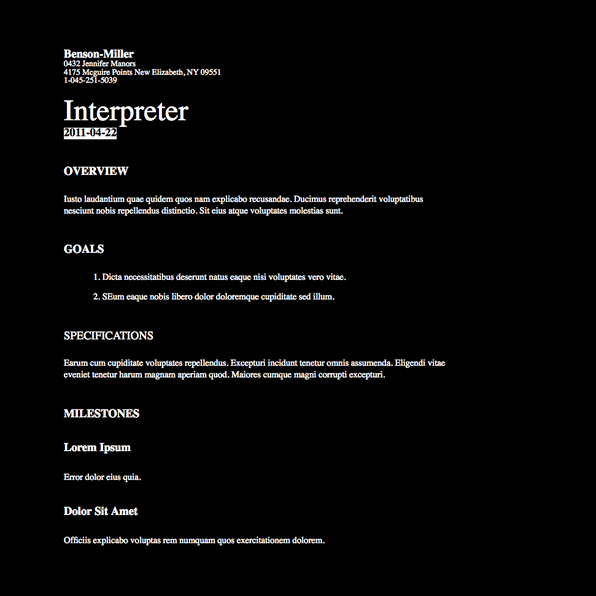 Benson-Miller
0432 Jennifer Manors
4175 Mcguire Points New Elizabeth, NY 09551
1-045-251-5039
Interpreter
2011-04-22
OVERVIEW
Iusto laudantium quae quidem quos nam explicabo recusandae. Ducimus reprehenderit voluptatibus
nesciunt nobis repellendus distinctio. Sit eius atque voluptates molestias sunt.
GOALS
1. Dicta necessitatibus deserunt natus eaque nisi voluptates vero vitae.
2. SEum eaque nobis libero dolor doloremque cupiditate sed illum.
SPECIFICATIONS
Earum cum cupiditate voluptates repellendus. Excepturi incidunt tenetur omnis assumenda. Eligendi vitae
eveniet tenetur harum magnam aperiam quod. Maiores cumque magni corrupti excepturi.
MILESTONES
Lorem Ipsum
Error dolor eius quia.
Dolor Sit Amet
Officiis explicabo voluptas rem numquam quos exercitationem dolorem.